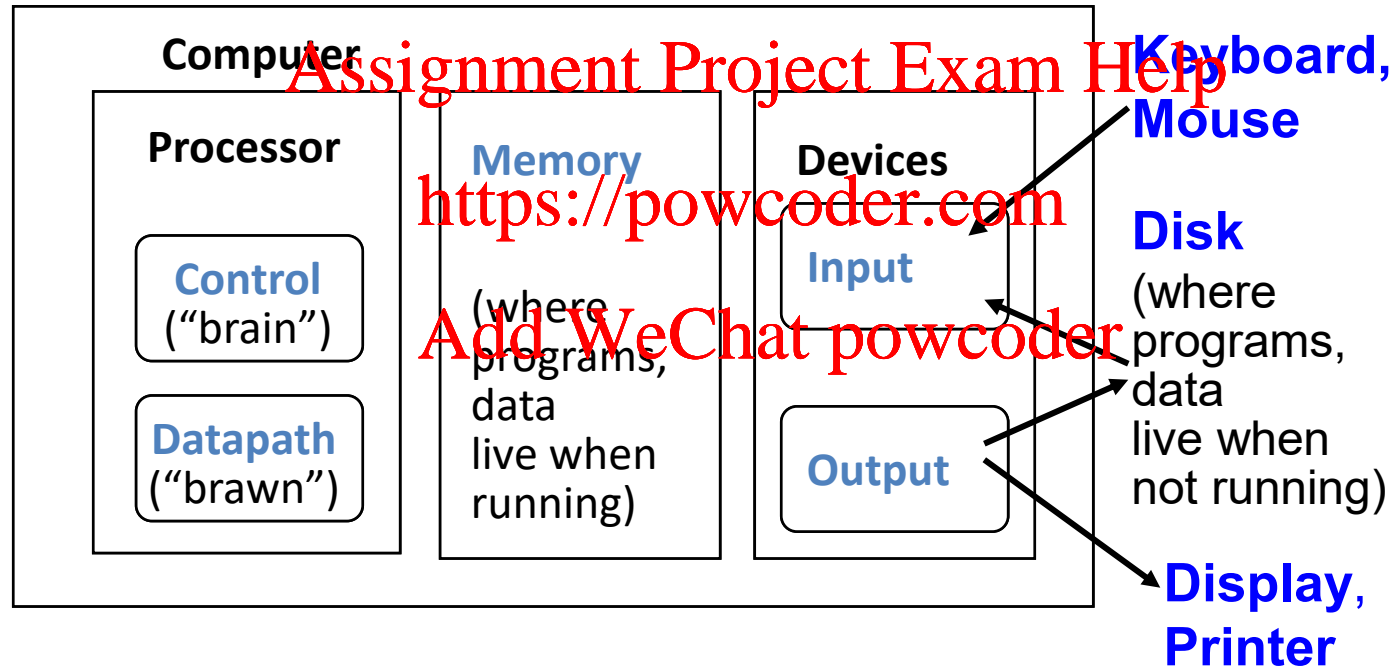 Computer
Assignment Project Exam Help
Keyboard,
Mouse
Processor
Memory
Devices
https://powcoder.com
Control
("brain")
Datapath
("brawn")
(where
programs,
data
live when
running)
Add WeChat powcoder
Input
Output
Disk
(where
programs,
data
live when
not running)
Display,
Printer